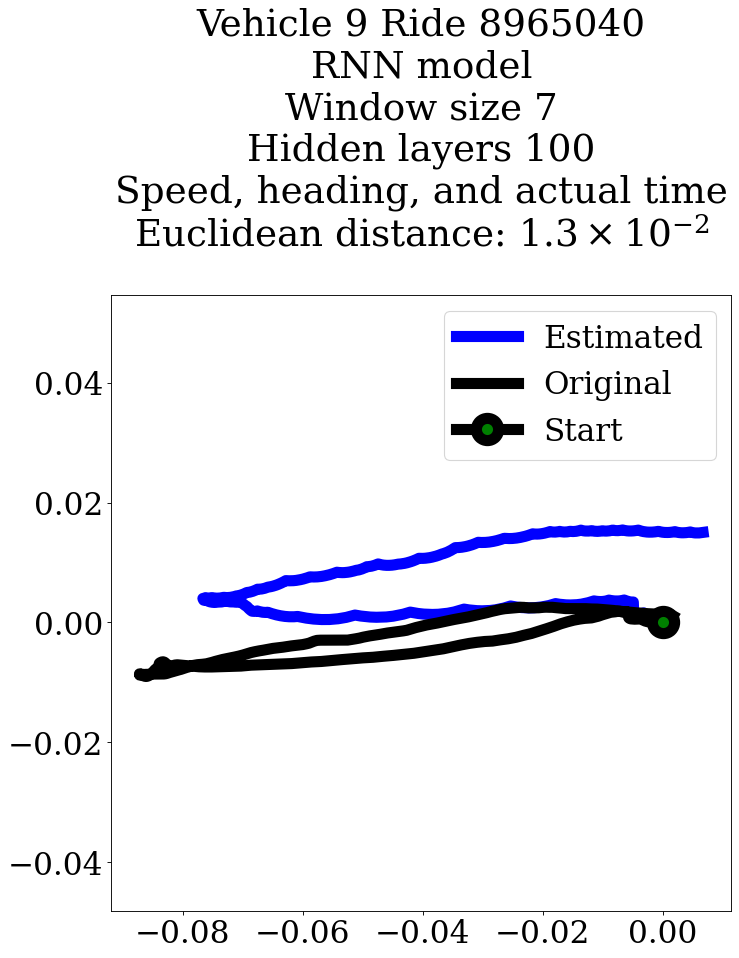 Vehicle 9 Ride 8965040
RNN model
Window size 7
Hidden layers 100
Speed, heading, and actual time
Euclidean distance: 1.3 × 10⁻²
Estimated
Original
Start
0.04
0.02
0.00
−0.02
−0.04
−0.08 −0.06 −0.04 −0.02 0.00